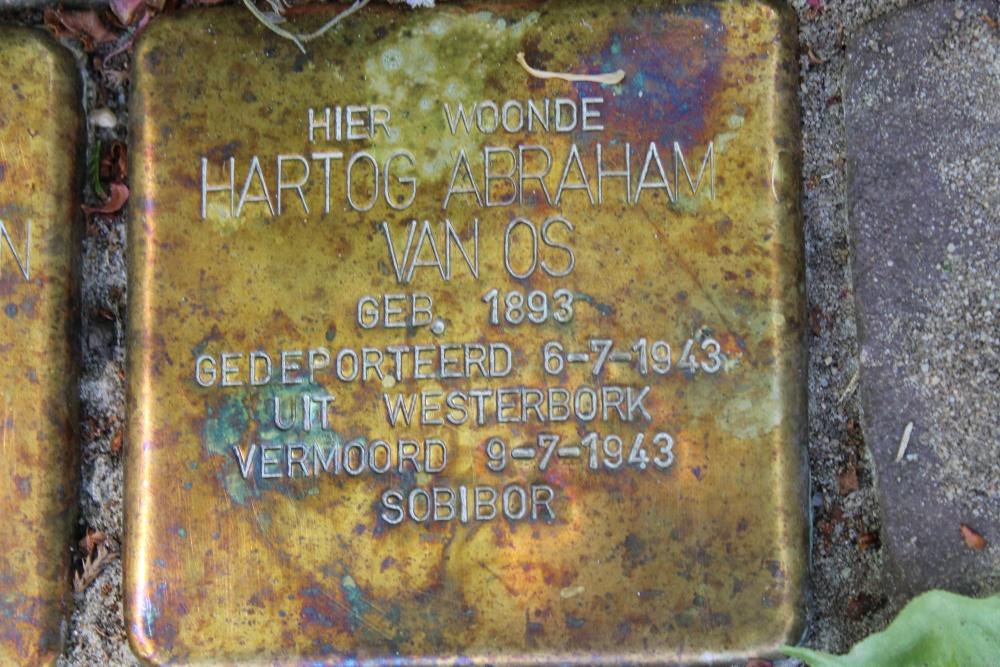 HIER WOONDE
HARTOG ABRAHAM
VAN OS
GEB. 1893
GEDEPORTEERD 6-7-1943
UIT WESTERBORK
VERMOORD 9-7-1943
SOBIBOR